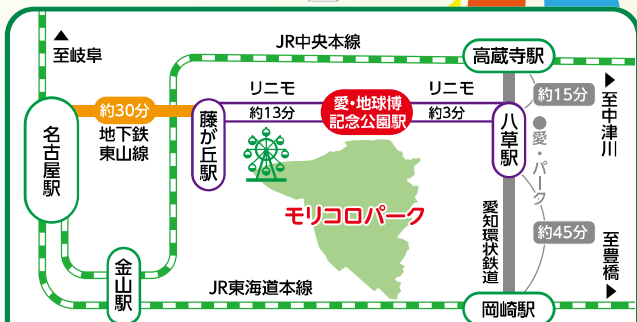 JR中央本線
▲
至岐阜
高蔵寺駅
リニモ
リニモ
約15分
約30分
約13分
愛・地球博
記念公園駅
約3分
▶
至中津川
地下鉄
東山線
名古屋駅
藤が丘駅
八草駅
●愛・パーク
モリコロパーク
愛知環状鉄道
約45分
金山駅
JR東海道本線
至豊橋
▶
岡崎駅